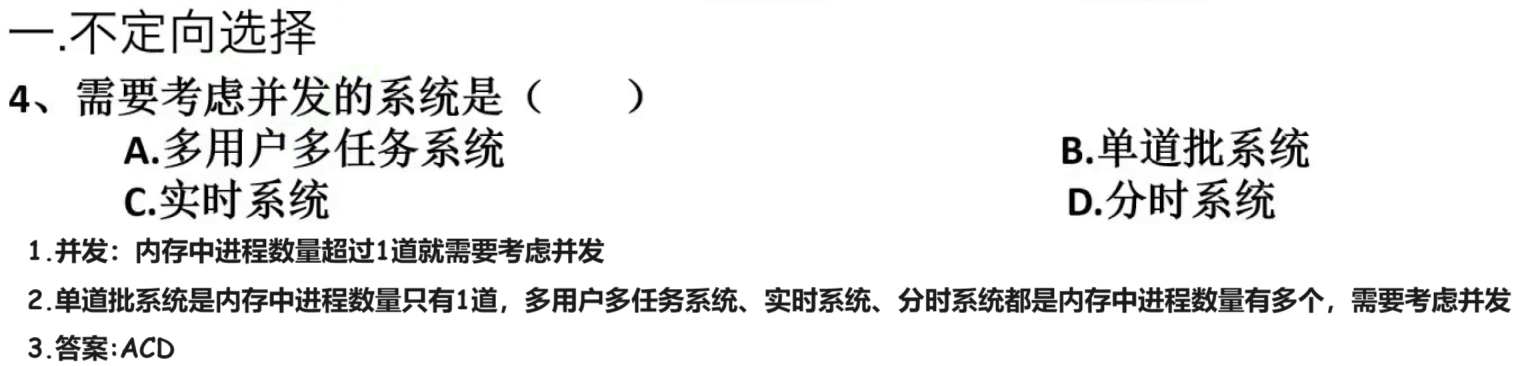 一.不定向选择
4、需要考虑并发的系统是（　　）
A.多用户多任务系统　　B.单道批系统
C.实时系统　　D.分时系统
1.并发：内存中进程数量超过1道就需要考虑并发
2.单道批系统是内存中进程数量只有1道，多用户多任务系统、实时系统、分时系统都是内存中进程数量有多个，需要考虑并发
3.答案:ACD